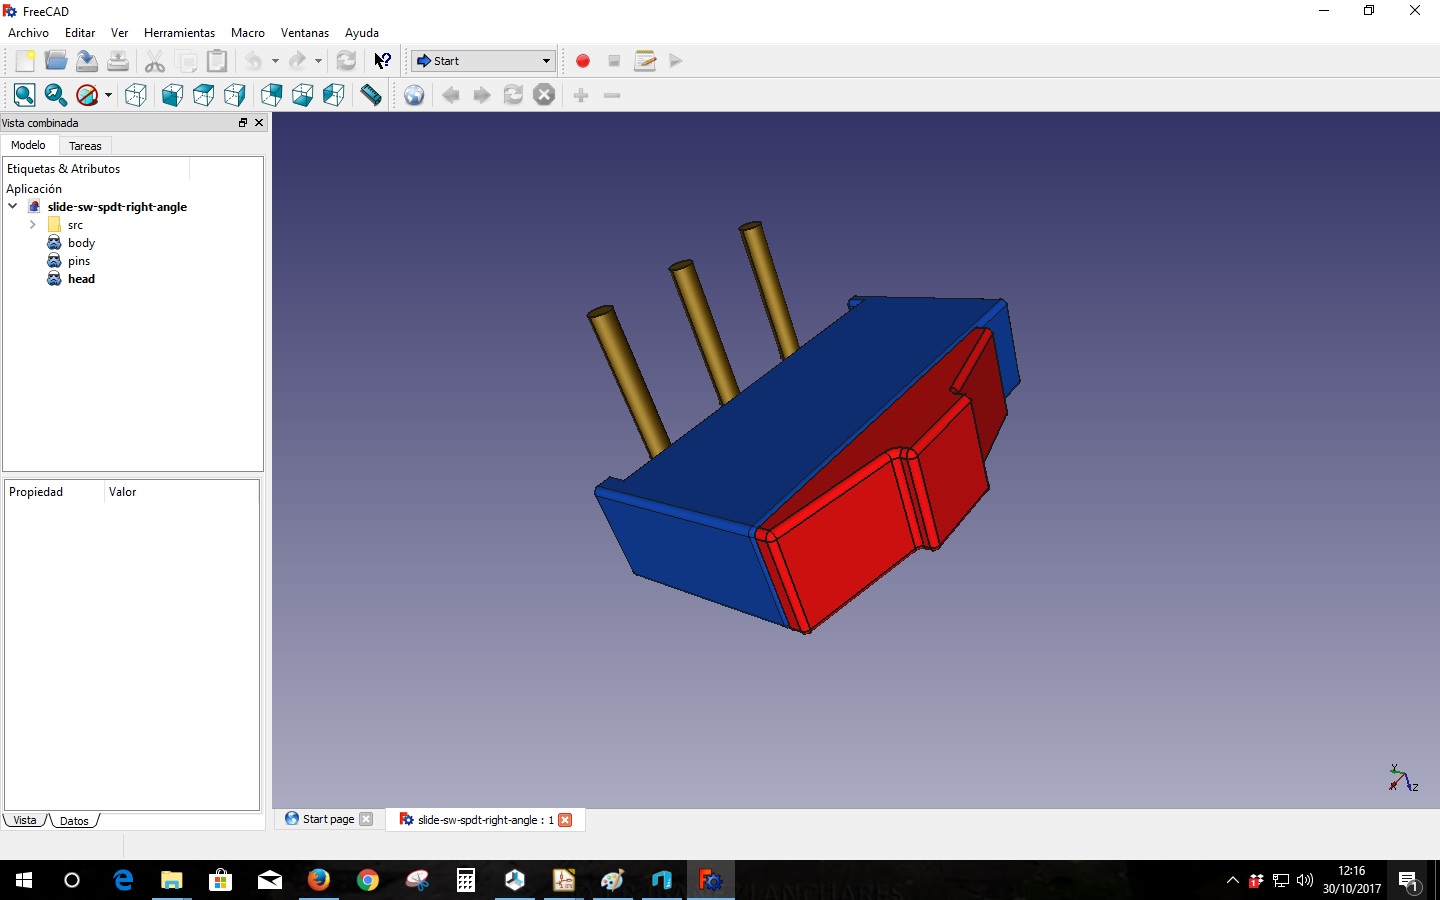 FreeCAD
Archivo Editar Ver Herramientas Macro Ventanas Ayuda
Start
Vista combinada
Modelo Tareas
Etiquetas & Atributos
Aplicación
slide-sw-spdt-right-angle
src
body
pins
head
Propiedad Valor
Vista Datos
Start page slide-sw-spdt-right-angle : 1
Y
X
Z
12:16
30/10/2017
1